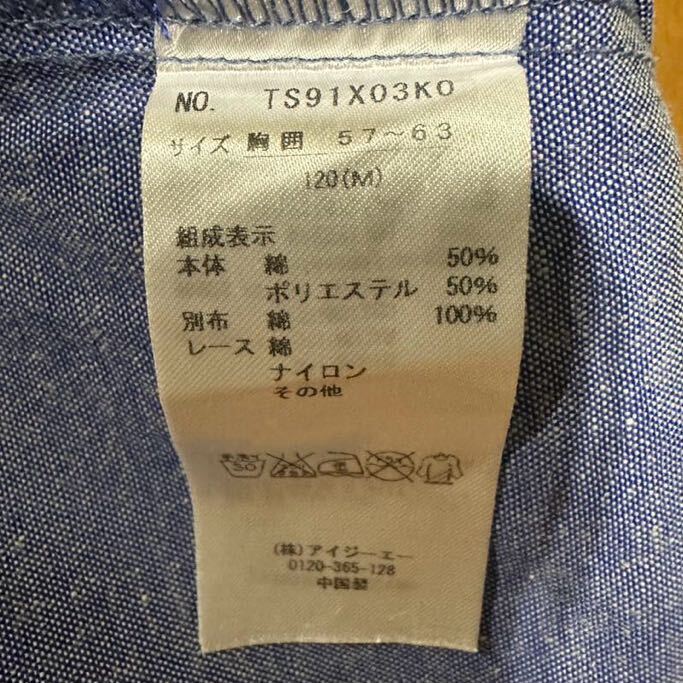 NO. TS91X03KO
サイズ 胸囲 57〜63
120(M)
組成表示
本体 綿 50%
ポリエステル 50%
別布 綿 100%
レース 綿
ナイロン
その他
(株)アイジーエー
0120-365-128
中国製